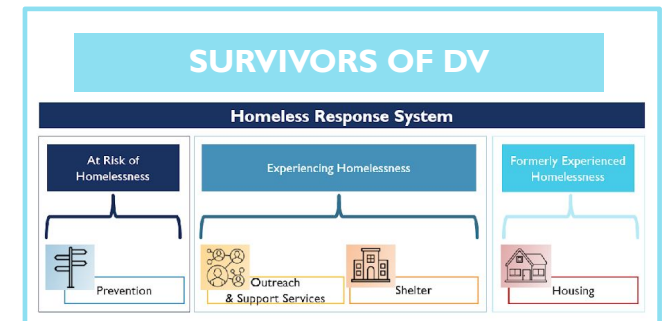 SURVIVORS OF DV
Homeless Response System
At Risk of
Homelessness
Experiencing Homelessness
Formerly Experienced
Homelessness
Prevention
Outreach
& Support Services
Shelter
Housing